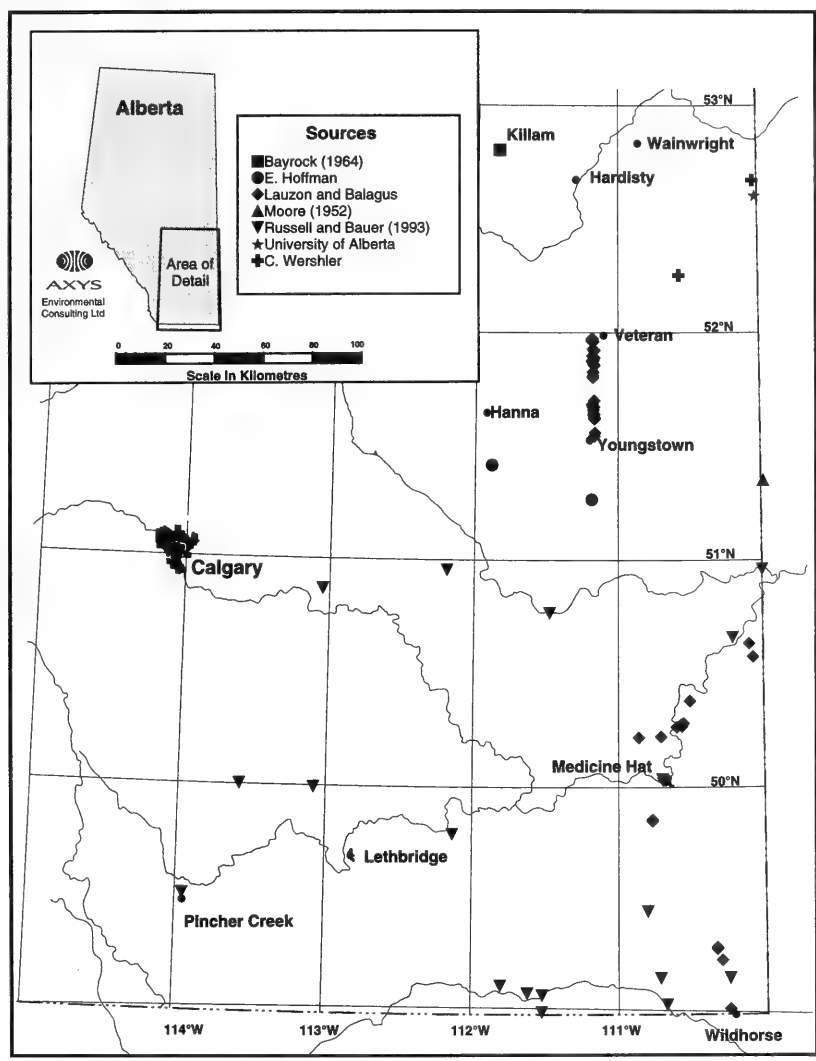 Alberta
Area of
Detail
AXYS
Environmental
Consulting Ltd
Sources
Bayrock (1964)
E. Hoffman
Lauzon and Balagus
Moore (1952)
Russell and Bauer (1993)
University of Alberta
C. Wershler
0 20 40 60 80 100
Scale In Kilometres
53°N
Killam
Wainwright
Hardisty
52°N
Veteran
Hanna
Youngstown
51°N
Calgary
Medicine Hat
50°N
Lethbridge
Pincher Creek
114°W
113°W
112°W
111°W
Wildhorse